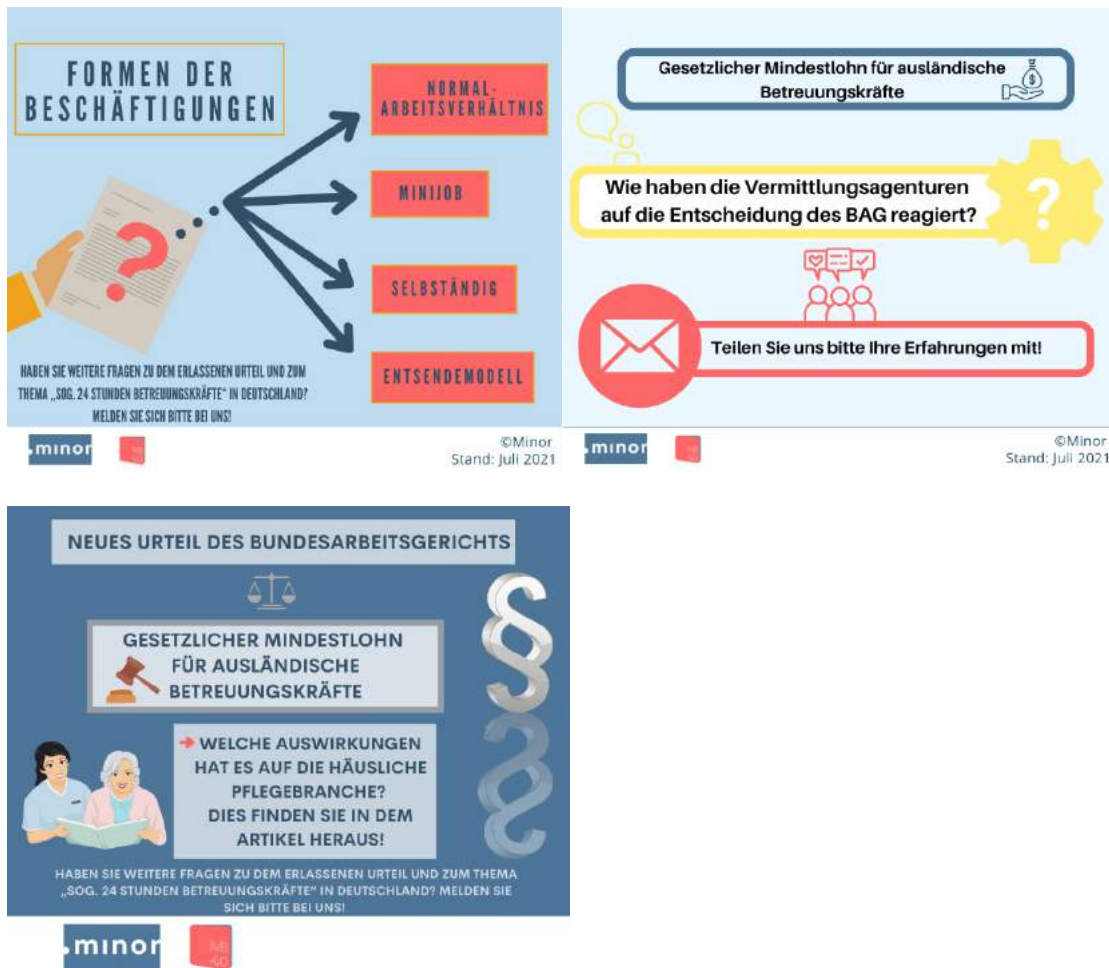 FORMEN DER
BESCHÄFTIGUNGEN
NORMAL-
ARBEITSVERHÄLTNIS
MINIJOB
SELBSTÄNDIG
ENTSENDEMODELL
HABEN SIE WEITERE FRAGEN ZU DEM ERLASSENEN URTEIL UND ZUM
THEMA „SOG. 24 STUNDEN BETREUUNGSKRÄFTE" IN DEUTSCHLAND?
MELDEN SIE SICH BITTE BEI UNS!
minor
©Minor
Stand: Juli 2021
Gesetzlicher Mindestlohn für ausländische
Betreuungskräfte
Wie haben die Vermittlungsagenturen
auf die Entscheidung des BAG reagiert?
Teilen Sie uns bitte Ihre Erfahrungen mit!
minor
©Minor
Stand: Juli 2021
NEUES URTEIL DES BUNDESARBEITSGERICHTS
GESETZLICHER MINDESTLOHN
FÜR AUSLÄNDISCHE
BETREUUNGSKRÄFTE
WELCHE AUSWIRKUNGEN
HAT ES AUF DIE HÄUSLICHE
PFLEGEBRANCHE?
DIES FINDEN SIE IN DEM
ARTIKEL HERAUS!
HABEN SIE WEITERE FRAGEN ZU DEM ERLASSENEN URTEIL UND ZUM THEMA
„SOG. 24 STUNDEN BETREUUNGSKRÄFTE" IN DEUTSCHLAND? MELDEN SIE
SICH BITTE BEI UNS!
minor